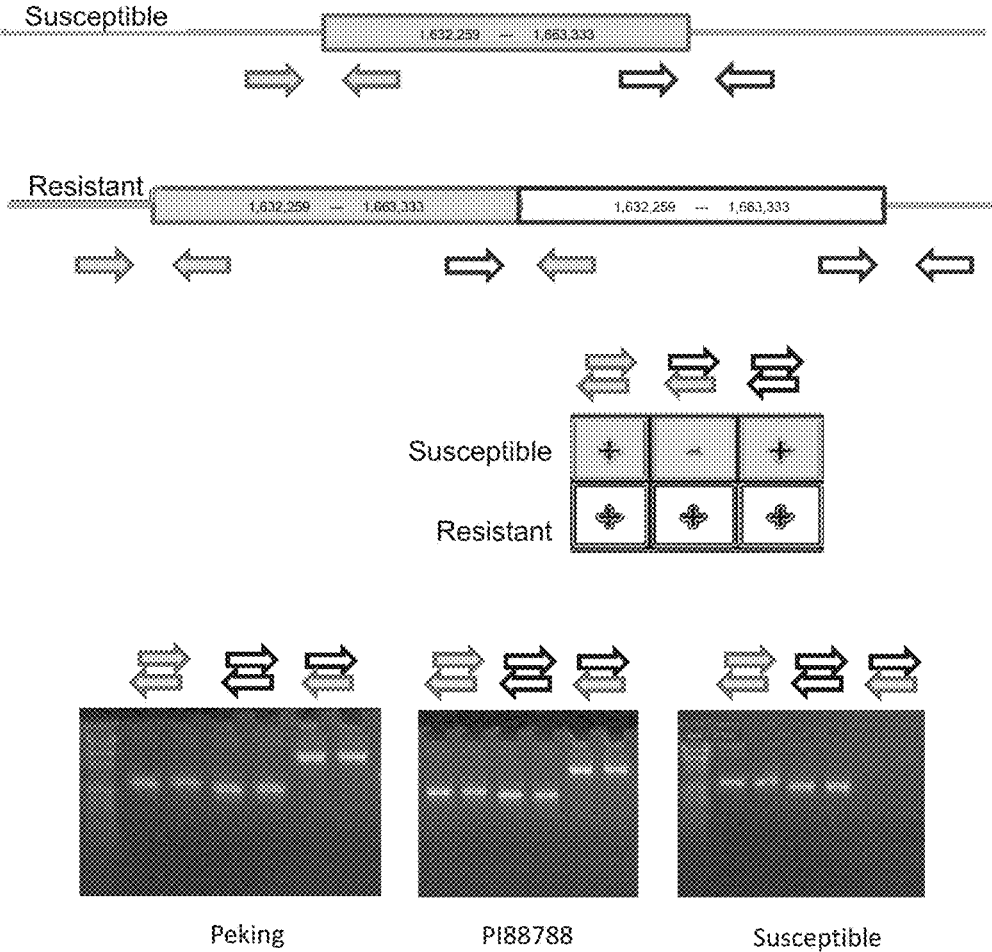 Susceptible
1,632,259 --- 1,663,333
Resistant
1,632,259 --- 1,663,333
1,632,259 --- 1,663,333
Susceptible + - +
Resistant + + +
Peking
PI88788
Susceptible